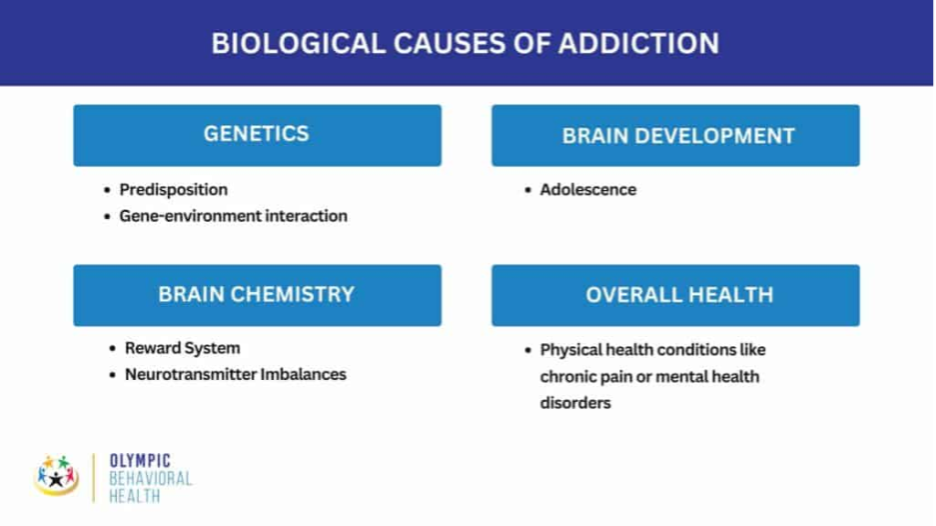 BIOLOGICAL CAUSES OF ADDICTION
GENETICS
• Predisposition
• Gene-environment interaction
BRAIN DEVELOPMENT
• Adolescence
BRAIN CHEMISTRY
• Reward System
• Neurotransmitter Imbalances
OVERALL HEALTH
• Physical health conditions like
chronic pain or mental health
disorders
OLYMPIC
BEHAVIORAL
HEALTH